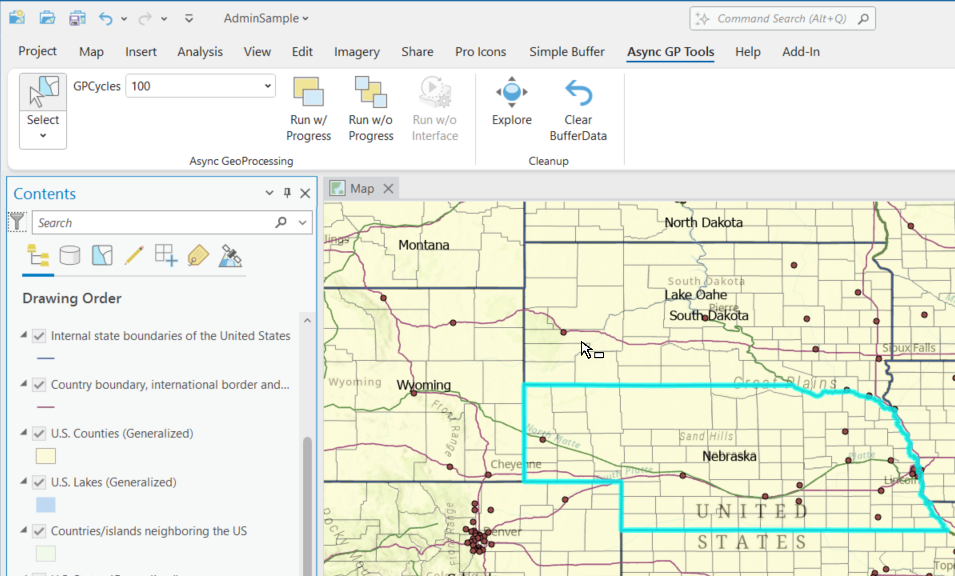 AdminSample
Command Search (Alt+Q)
Project Map Insert Analysis View Edit Imagery Share Pro Icons Simple Buffer Async GP Tools Help Add-In
Select
GPCycles 100
Run w/
Progress
Run w/o
Progress
Run w/o
Interface
Async GeoProcessing
Explore
Clear
BufferData
Cleanup
Contents
Search
Drawing Order
Internal state boundaries of the United States
Country boundary, international border and...
U.S. Counties (Generalized)
U.S. Lakes (Generalized)
Countries/islands neighboring the US
Map
North Dakota
Montana
South Dakota
Lake Oahe
Pierre
South Dakota
Sioux Falls
Wyoming
Wyoming
Great Plains
Front Range
North Platte
Sand Hills
Nebraska
Platte
Cheyenne
South Platte
Lincoln
UNITED
STATES
Front Range
Denver